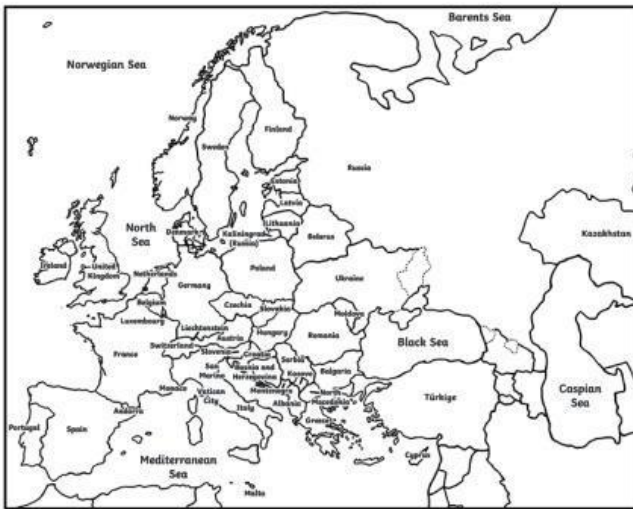 Barents Sea
Norwegian Sea
Norway
Finland
Sweden
Russia
Estonia
Latvia
North
Sea
Denmark
Lithuania
Kaliningrad
(Russia)
Belarus
Kazakhstan
Ireland
United
Kingdom
Netherlands
Poland
Germany
Ukraine
Belgium
Czechia
Slovakia
Luxembourg
Moldova
Liechtenstein
Austria
Hungary
France
Switzerland
Slovenia
Croatia
Romania
Black Sea
San
Marino
Bosnia and
Herzegovina
Serbia
Kosovo
Bulgaria
Caspian
Sea
Monaco
Vatican
City
Montenegro
North
Macedonia
Türkiye
Andorra
Italy
Albania
Portugal
Spain
Greece
Mediterranean
Sea
Cyprus
Malta